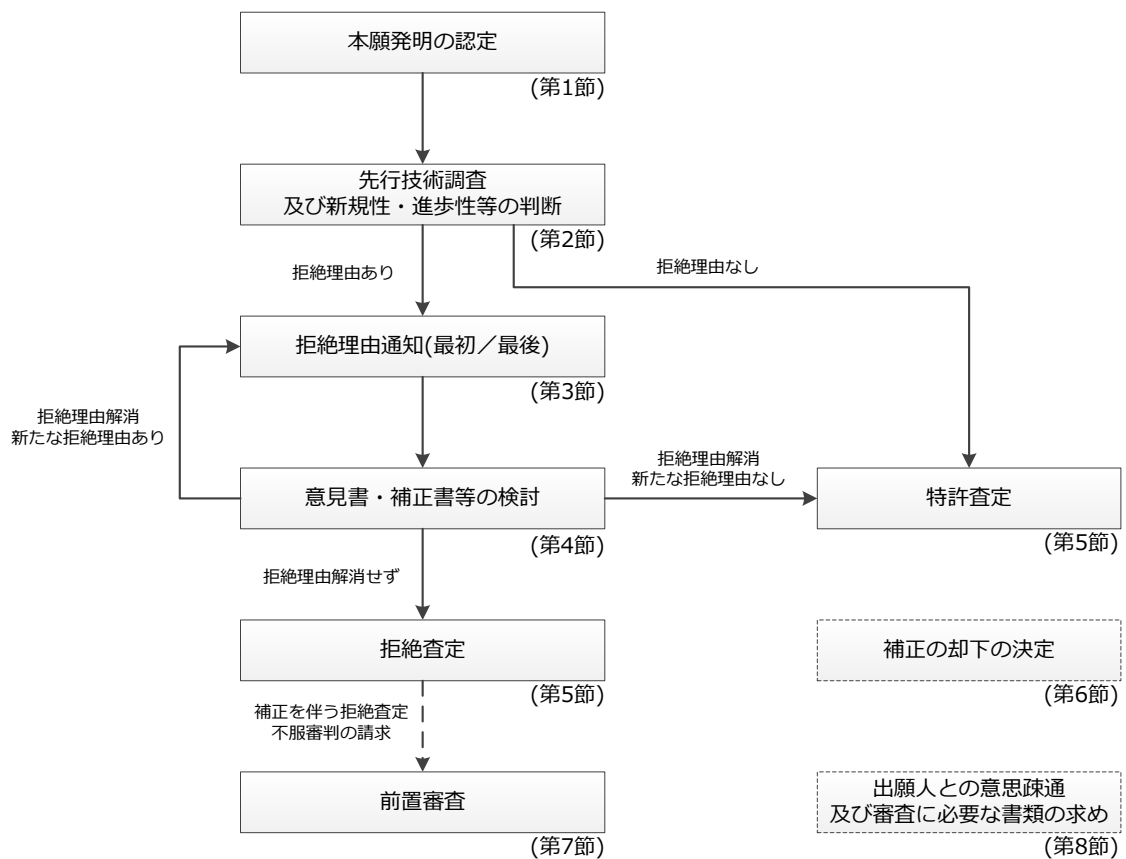 本願発明の認定
(第1節)
先行技術調査
及び新規性・進歩性等の判断
(第2節)
拒絶理由あり
拒絶理由なし
拒絶理由通知(最初／最後)
(第3節)
拒絶理由解消
新たな拒絶理由あり
拒絶理由解消
新たな拒絶理由なし
意見書・補正書等の検討
(第4節)
特許査定
(第5節)
拒絶理由解消せず
拒絶査定
(第5節)
補正の却下の決定
(第6節)
補正を伴う拒絶査定
不服審判の請求
前置審査
(第7節)
出願人との意思疎通
及び審査に必要な書類の求め
(第8節)